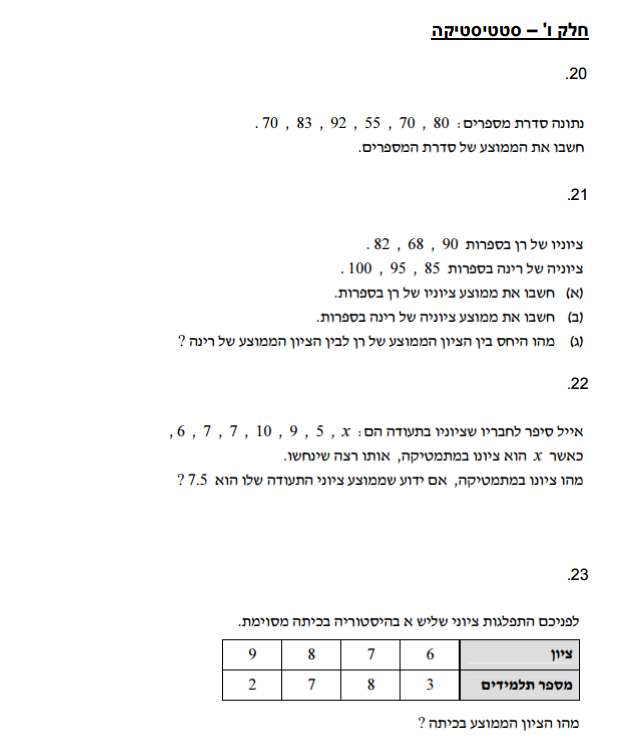 חלק ו' – סטטיסטיקה
20.
נתונה סדרת מספרים: 80 , 70 , 55 , 92 , 83 , 70 .
חשבו את הממוצע של סדרת המספרים.
21.
ציוניו של רן בספרות 90 , 68 , 82 .
ציוניה של רינה בספרות 85 , 95 , 100 .
(א) חשבו את ממוצע ציוניו של רן בספרות.
(ב) חשבו את ממוצע ציוניה של רינה בספרות.
(ג) מהו היחס בין הציון הממוצע של רן לבין הציון הממוצע של רינה ?
22.
אייל סיפר לחבריו שציוניו בתעודה הם: x , 5 , 9 , 10 , 7 , 7 , 6 ,
כאשר x הוא ציונו במתמטיקה, אותו רצה שינחשו.
מהו ציונו במתמטיקה, אם ידוע שממוצע ציוני התעודה שלו הוא 7.5 ?
23.
לפניכם התפלגות ציוני שליש א בהיסטוריה בכיתה מסוימת.
ציון 6 7 8 9
מספר תלמידים 3 8 7 2
מהו הציון הממוצע בכיתה ?